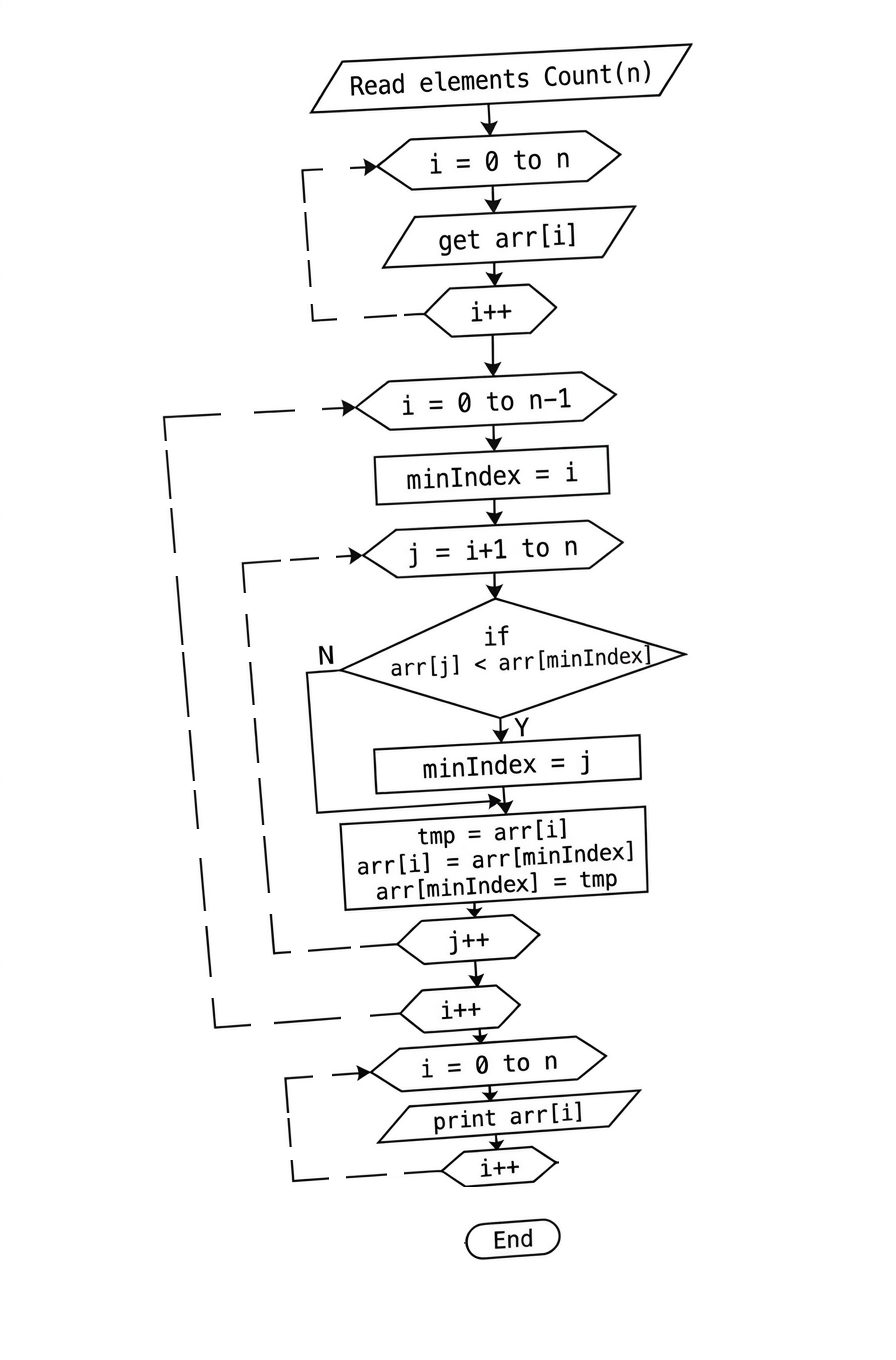 Read elements Count(n)
i = 0 to n
get arr[i]
i++
i = 0 to n-1
minIndex = i
j = i+1 to n
if
arr[j] < arr[minIndex]
N
Y
minIndex = j
tmp = arr[i]
arr[i] = arr[minIndex]
arr[minIndex] = tmp
j++
i++
i = 0 to n
print arr[i]
i++
End